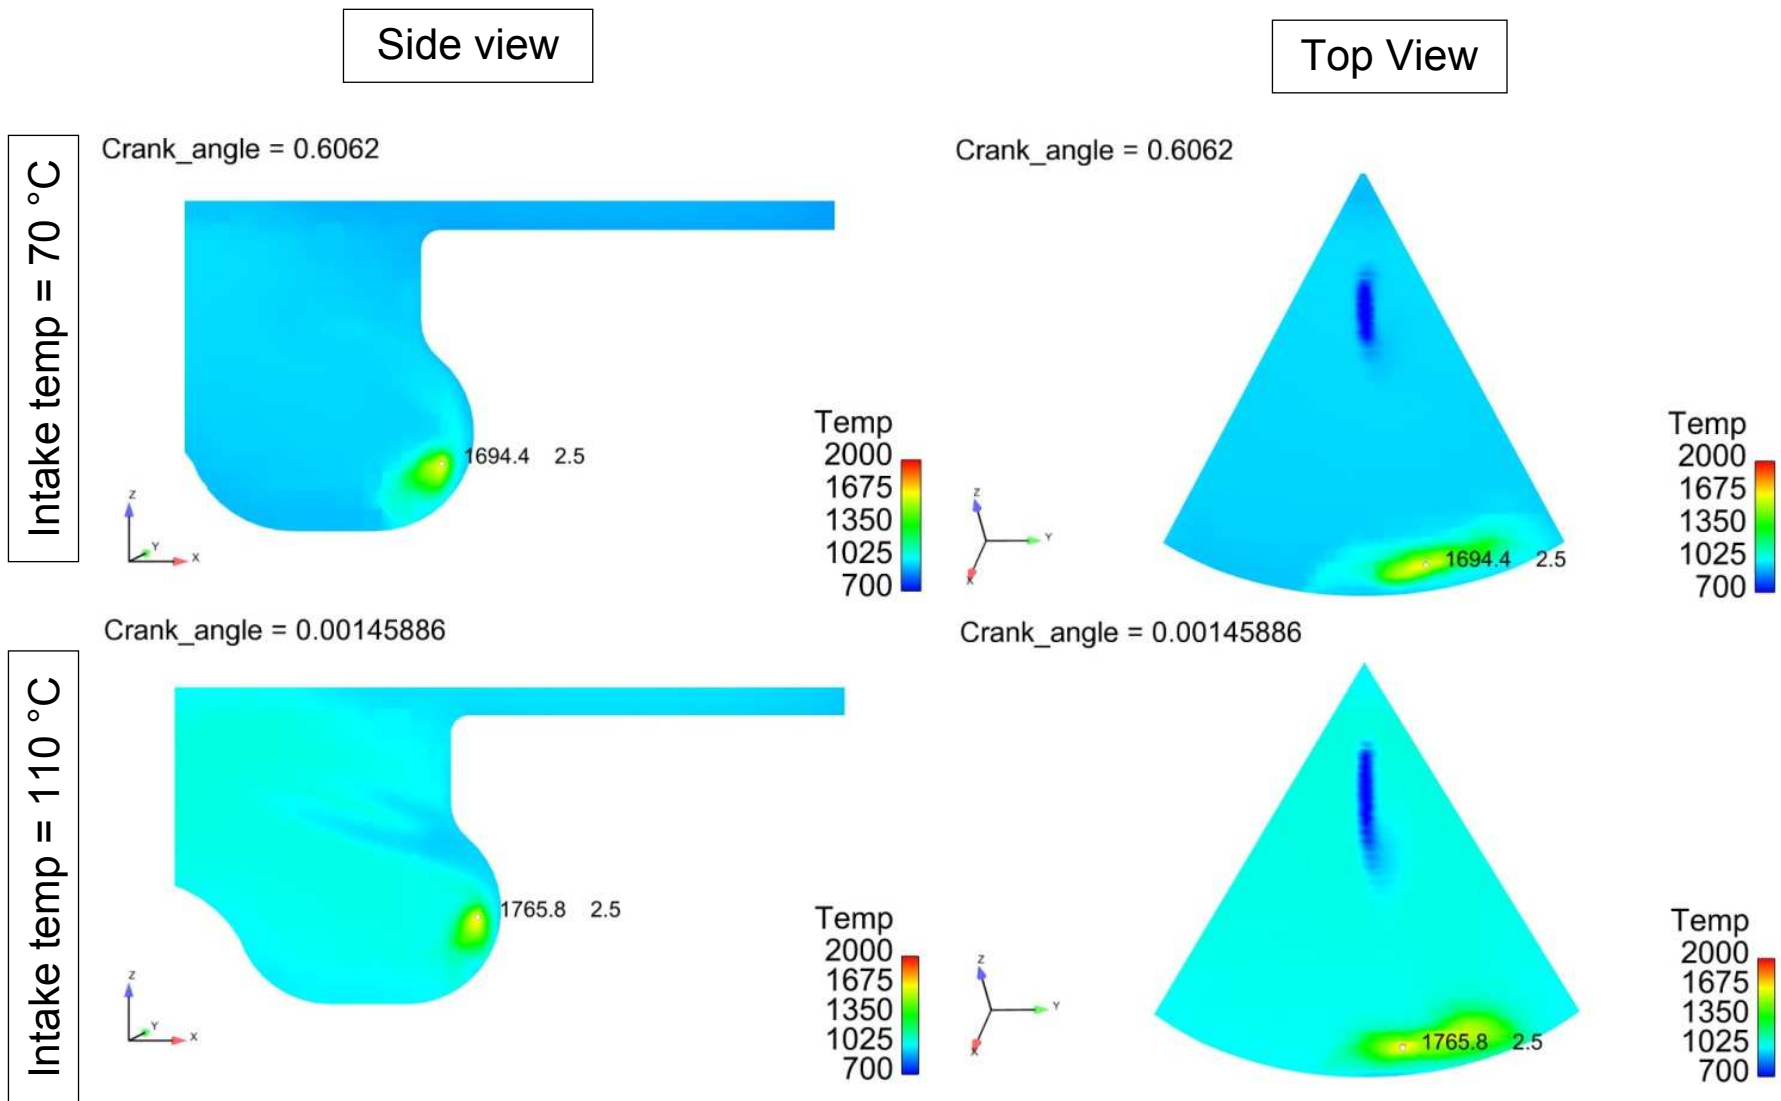 Side view
Top View
Intake temp = 70 °C
Crank_angle = 0.6062
1694.4 2.5
Temp
2000
1675
1350
1025
700
Z
Y
X
Crank_angle = 0.6062
1694.4 2.5
Temp
2000
1675
1350
1025
700
Z
Y
X
Intake temp = 110 °C
Crank_angle = 0.00145886
1765.8 2.5
Temp
2000
1675
1350
1025
700
Z
Y
X
Crank_angle = 0.00145886
1765.8 2.5
Temp
2000
1675
1350
1025
700
Z
Y
X